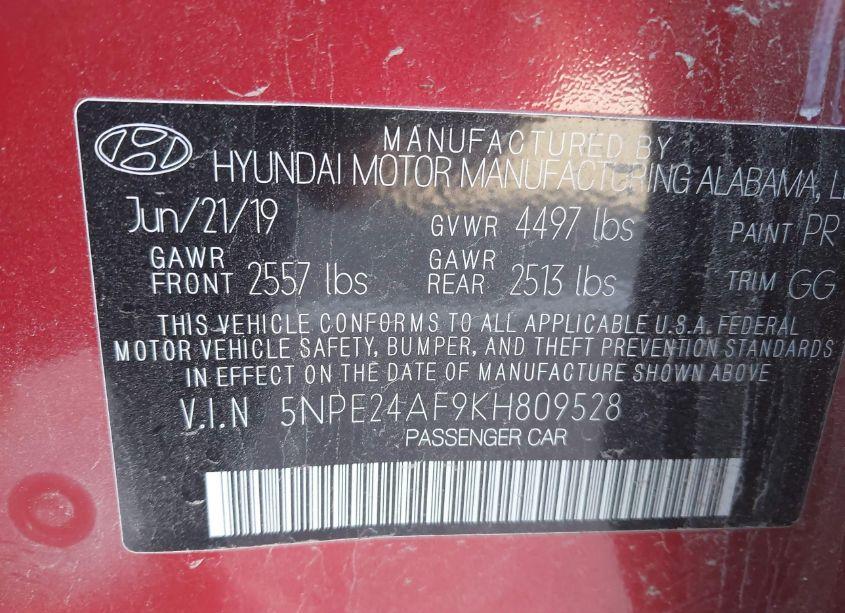 MANUFACTURED BY
HYUNDAI MOTOR MANUFACTURING ALABAMA,
Jun/21/19 GVWR 4497 lbs PAINT PR
GAWR FRONT 2557 lbs GAWR REAR 2513 lbs TRIM GG
THIS VEHICLE CONFORMS TO ALL APPLICABLE U.S.A. FEDERAL
MOTOR VEHICLE SAFETY, BUMPER, AND THEFT PREVENTION STANDARDS
IN EFFECT ON THE DATE OF MANUFACTURE SHOWN ABOVE
V.I.N 5NPE24AF9KH809528
PASSENGER CAR